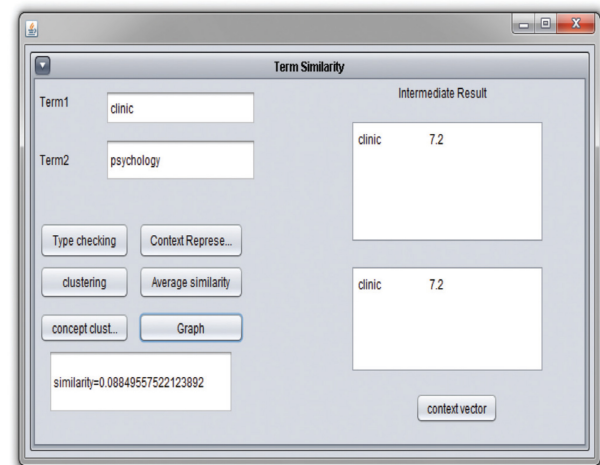 Term Similarity
Term1
clinic
Term2
psychology
Type checking
Context Represe...
clustering
Average similarity
concept clust...
Graph
similarity=0.08849557522123892
Intermediate Result
clinic 7.2
clinic 7.2
context vector